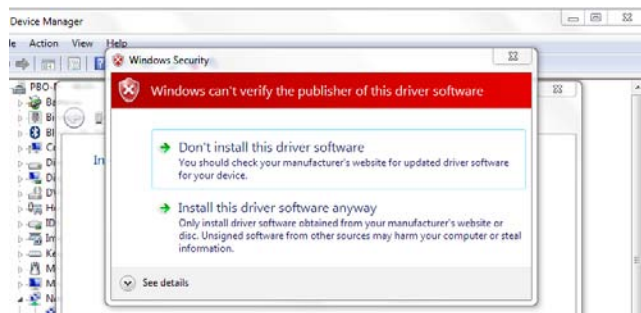 Device Manager
Action View Help
Windows Security
PBO-
Windows can't verify the publisher of this driver software
Don't install this driver software
You should check your manufacturer's website for updated driver software
for your device.
Install this driver software anyway
Only install driver software obtained from your manufacturer's website or
disc. Unsigned software from other sources may harm your computer or steal
information.
See details